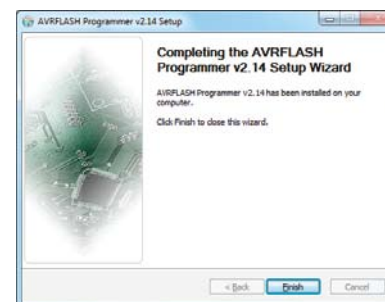 AVRFLASH Programmer v2.14 Setup
Completing the AVRFLASH
Programmer v2.14 Setup Wizard
AVRFLASH Programmer v2.14 has been installed on your
computer.
Click Finish to close this wizard.
< Back Finish Cancel